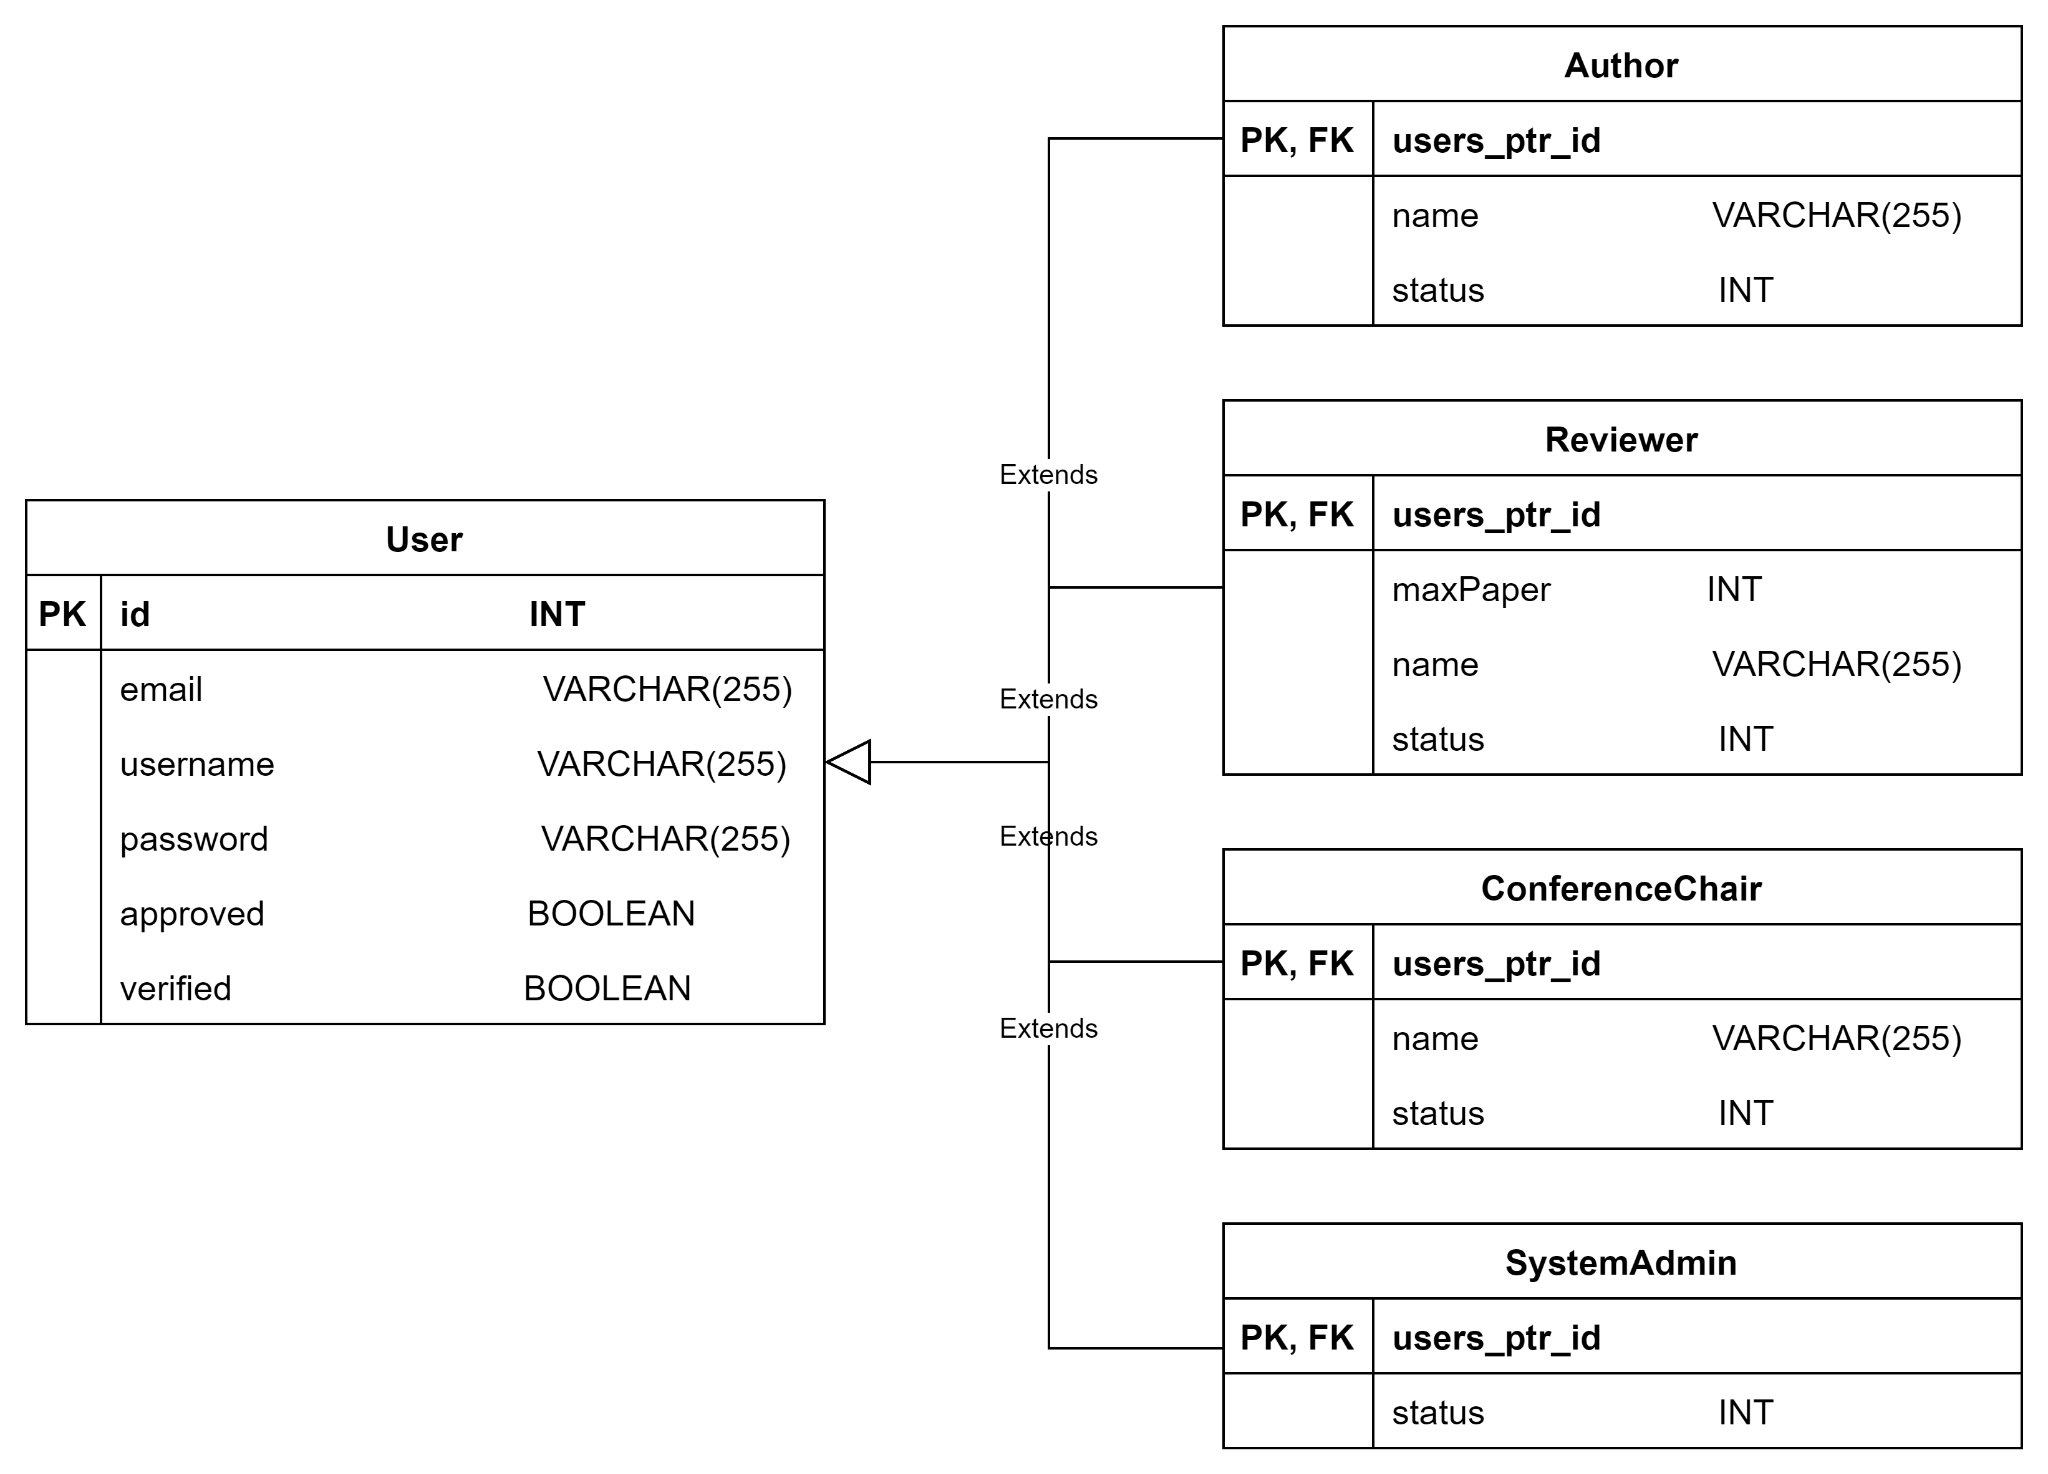 User
PK id INT
email VARCHAR(255)
username VARCHAR(255)
password VARCHAR(255)
approved BOOLEAN
verified BOOLEAN
Extends
Extends
Extends
Extends
Author
PK, FK users_ptr_id
name VARCHAR(255)
status INT
Reviewer
PK, FK users_ptr_id
maxPaper INT
name VARCHAR(255)
status INT
ConferenceChair
PK, FK users_ptr_id
name VARCHAR(255)
status INT
SystemAdmin
PK, FK users_ptr_id
status INT